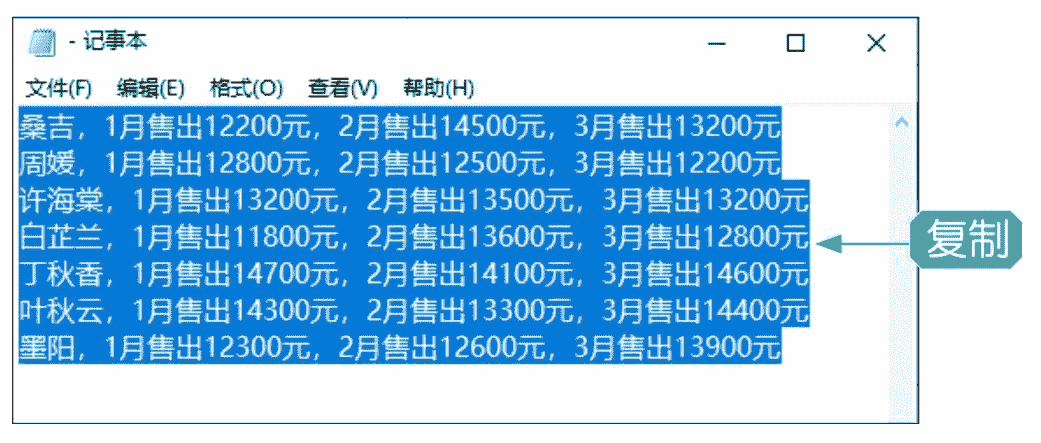 - 记事本
文件(F) 编辑(E) 格式(O) 查看(V) 帮助(H)
桑吉，1月售出12200元，2月售出14500元，3月售出13200元
周媛，1月售出12800元，2月售出12500元，3月售出12200元
许海棠，1月售出13200元，2月售出13500元，3月售出13200元
白芷兰，1月售出11800元，2月售出13600元，3月售出12800元
丁秋香，1月售出14700元，2月售出14100元，3月售出14600元
叶秋云，1月售出14300元，2月售出13300元，3月售出14400元
墨阳，1月售出12300元，2月售出12600元，3月售出13900元
复制